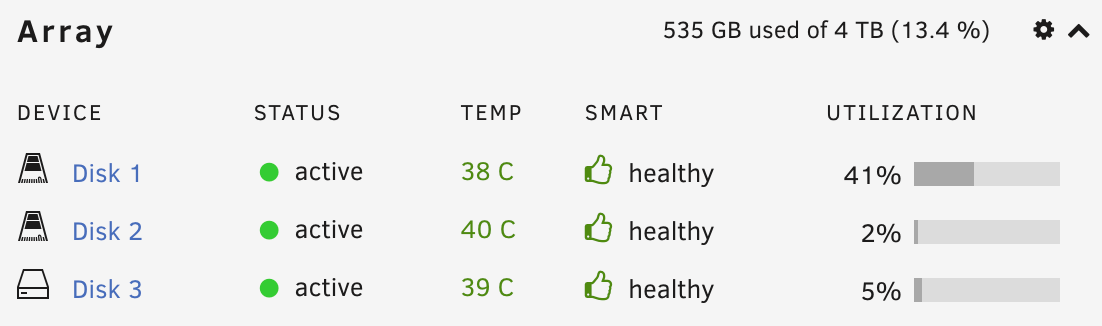 Array 535 GB used of 4 TB (13.4 %)
DEVICE STATUS TEMP SMART UTILIZATION
Disk 1 active 38 C healthy 41%
Disk 2 active 40 C healthy 2%
Disk 3 active 39 C healthy 5%